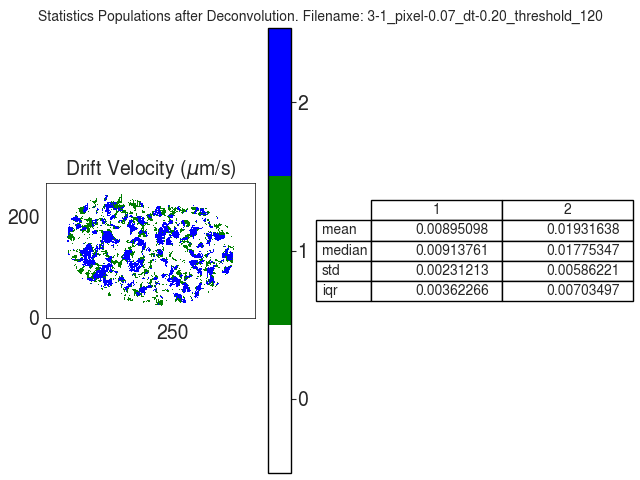 Statistics Populations after Deconvolution. Filename: 3-1_pixel-0.07_dt-0.20_threshold_120
Drift Velocity (μm/s)
200
0
0 250
2
1
0
1 2
mean 0.00895098 0.01931638
median 0.00913761 0.01775347
std 0.00231213 0.00586221
iqr 0.00362266 0.00703497